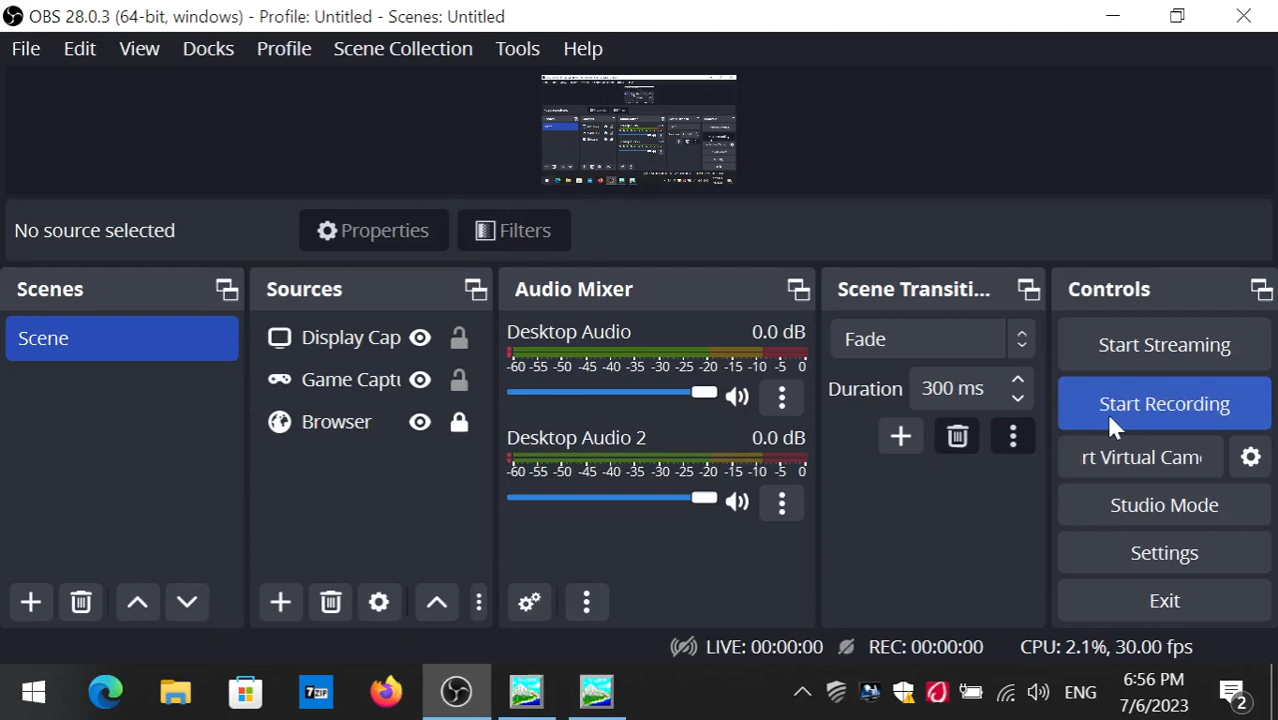 OBS 28.0.3 (64-bit, windows) - Profile: Untitled - Scenes: Untitled
File Edit View Docks Profile Scene Collection Tools Help
No source selected Properties Filters
Scenes Sources Audio Mixer Scene Transiti... Controls
Scene
Display Cap
Game Captu
Browser
Desktop Audio 0.0 dB
-60 -55 -50 -45 -40 -35 -30 -25 -20 -15 -10 -5 0
Desktop Audio 2 0.0 dB
-60 -55 -50 -45 -40 -35 -30 -25 -20 -15 -10 -5 0
Fade
Duration 300 ms
Start Streaming
Start Recording
rt Virtual Came
Studio Mode
Settings
Exit
LIVE: 00:00:00 REC: 00:00:00 CPU: 2.1%, 30.00 fps
7ZIP
ENG
6:56 PM
7/6/2023
2